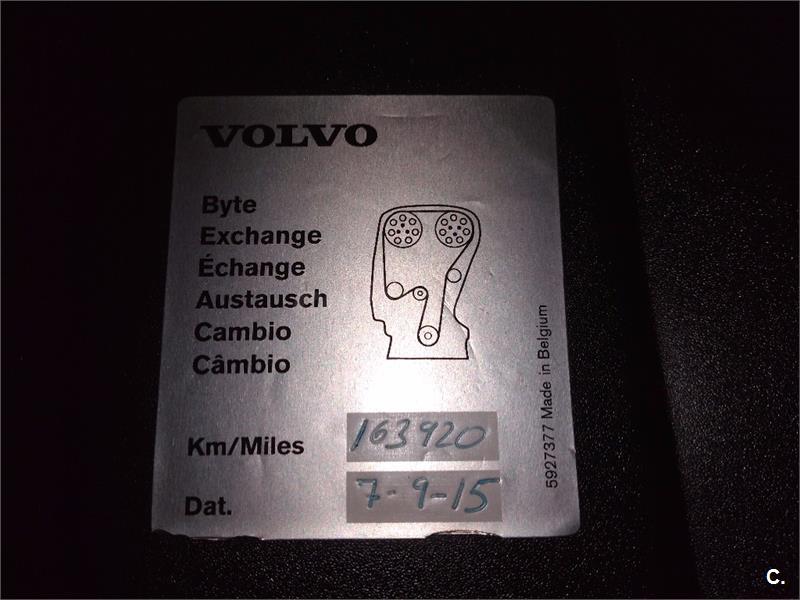 VOLVO
Byte
Exchange
Échange
Austausch
Cambio
Câmbio
Km/Miles 163920
Dat. 7-9-15
5927377 Made in Belgium
C.